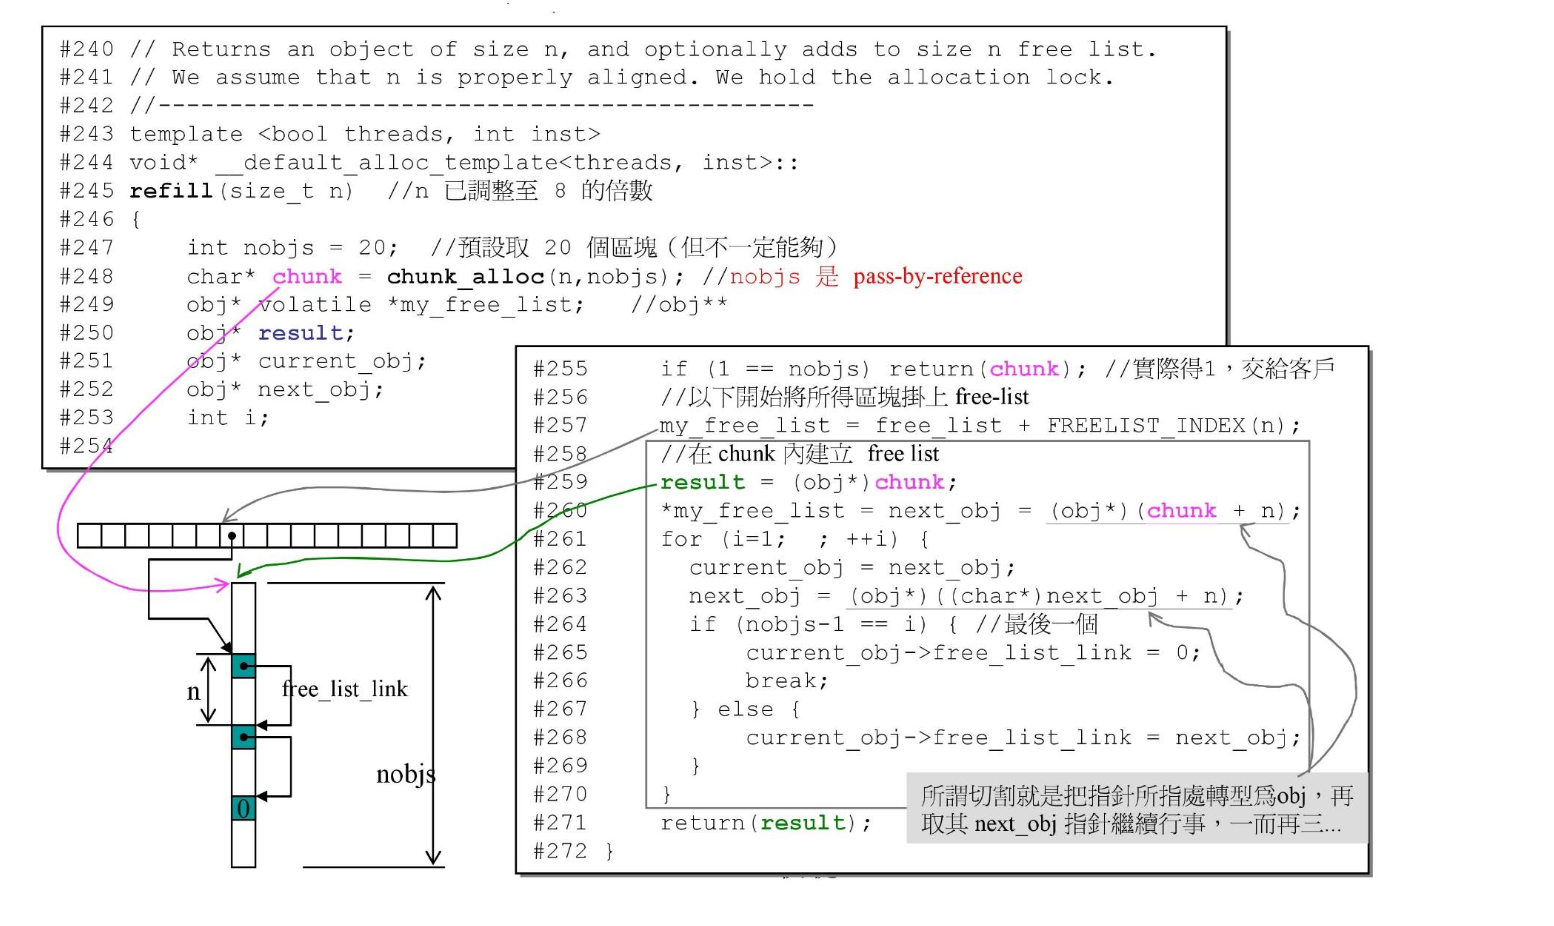 #240 // Returns an object of size n, and optionally adds to size n free list.
#241 // We assume that n is properly aligned. We hold the allocation lock.
#242 //----------------------------------------------
#243 template <bool threads, int inst>
#244 void* __default_alloc_template<threads, inst>::
#245 refill(size_t n)  //n 已調整至 8 的倍數
#246 {
#247     int nobjs = 20;  //預設取 20 個區塊（但不一定能夠）
#248     char* chunk = chunk_alloc(n,nobjs); //nobjs 是 pass-by-reference
#249     obj* volatile *my_free_list;   //obj**
#250     obj* result;
#251     obj* current_obj;
#252     obj* next_obj;
#253     int i;
#254
#255     if (1 == nobjs) return(chunk); //實際得1，交給客戶
#256     //以下開始將所得區塊掛上 free-list
#257     my_free_list = free_list + FREELIST_INDEX(n);
#258     //在 chunk 內建立 free list
#259     result = (obj*)chunk;
#260     *my_free_list = next_obj = (obj*)(chunk + n);
#261     for (i=1;  ; ++i) {
#262       current_obj = next_obj;
#263       next_obj = (obj*)((char*)next_obj + n);
#264       if (nobjs-1 == i) { //最後一個
#265           current_obj->free_list_link = 0;
#266           break;
#267       } else {
#268           current_obj->free_list_link = next_obj;
#269       }
#270     }
#271     return(result);
#272 }
所謂切割就是把指針所指處轉型為obj，再
取其 next_obj 指針繼續行事，一而再三...
n
free_list_link
nobjs
0